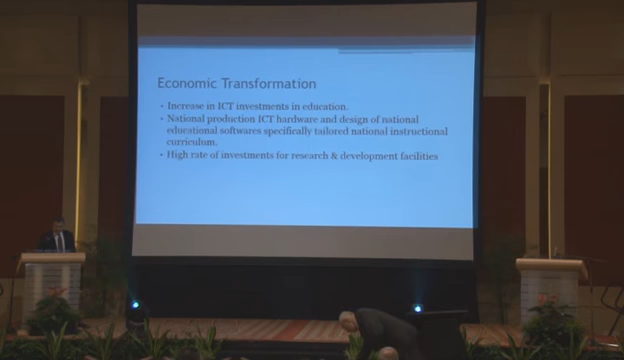 Economic Transformation
• Increase in ICT investments in education.
• National production ICT hardware and design of national
educational softwares specifically tailored national instructional
curriculum.
• High rate of investments for research & development facilities